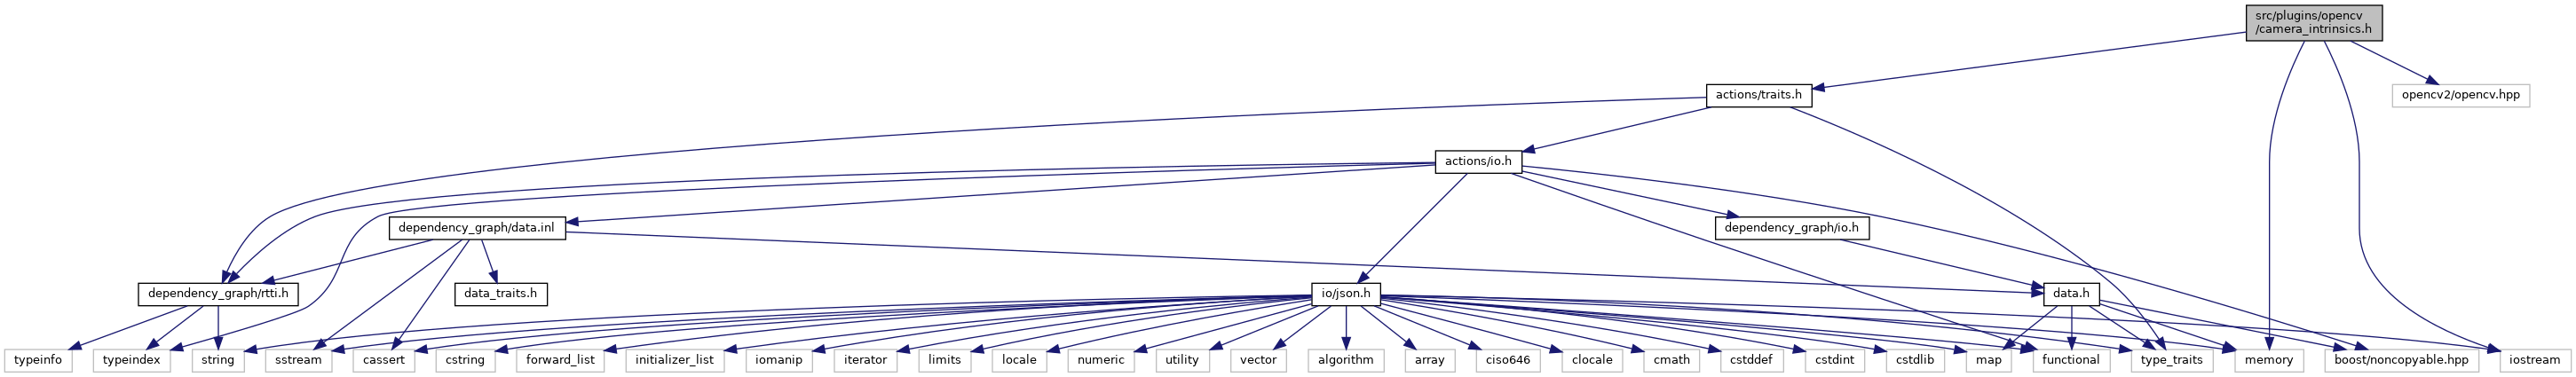 src/plugins/opencv
/camera_intrinsics.h
actions/traits.h
opencv2/opencv.hpp
actions/io.h
dependency_graph/data.inl
dependency_graph/io.h
dependency_graph/rtti.h
data_traits.h
io/json.h
data.h
typeinfo
typeindex
string
sstream
cassert
cstring
forward_list
initializer_list
iomanip
iterator
limits
locale
numeric
utility
vector
algorithm
array
ciso646
clocale
cmath
cstddef
cstdint
cstdlib
map
functional
type_traits
memory
boost/noncopyable.hpp
iostream